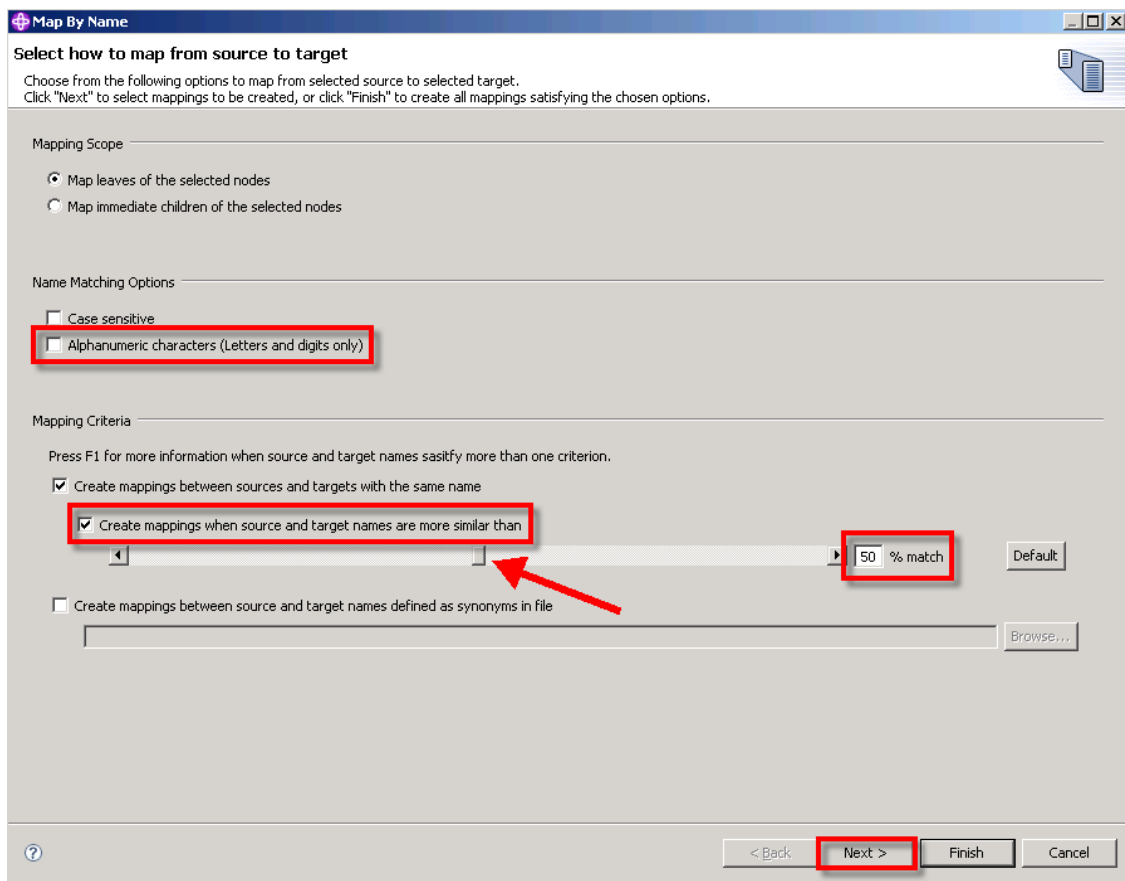 Map By Name
Select how to map from source to target
Choose from the following options to map from selected source to selected target.
Click "Next" to select mappings to be created, or click "Finish" to create all mappings satisfying the chosen options.
Mapping Scope
Map leaves of the selected nodes
Map immediate children of the selected nodes
Name Matching Options
Case sensitive
Alphanumeric characters (Letters and digits only)
Mapping Criteria
Press F1 for more information when source and target names sasitfy more than one criterion.
Create mappings between sources and targets with the same name
Create mappings when source and target names are more similar than
50 % match Default
Create mappings between source and target names defined as synonyms in file
Browse...
? < Back Next > Finish Cancel